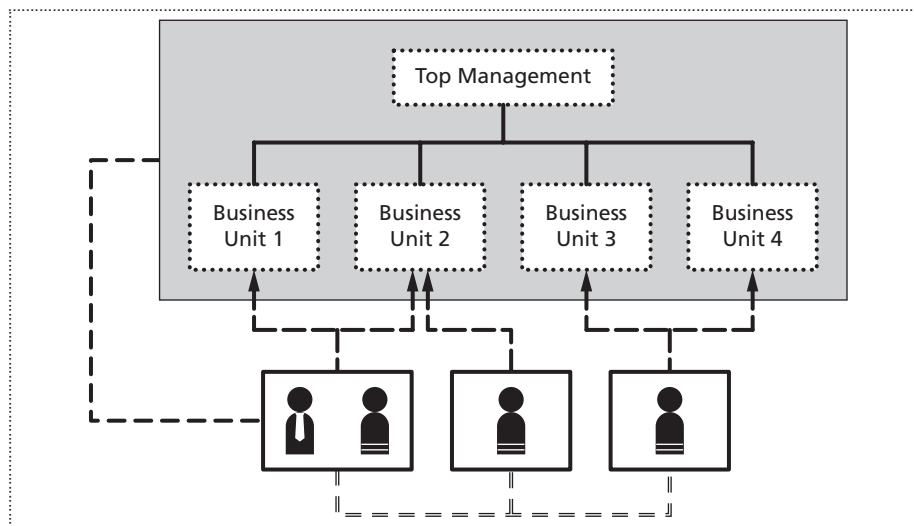 Top Management
Business
Unit 1
Business
Unit 2
Business
Unit 3
Business
Unit 4